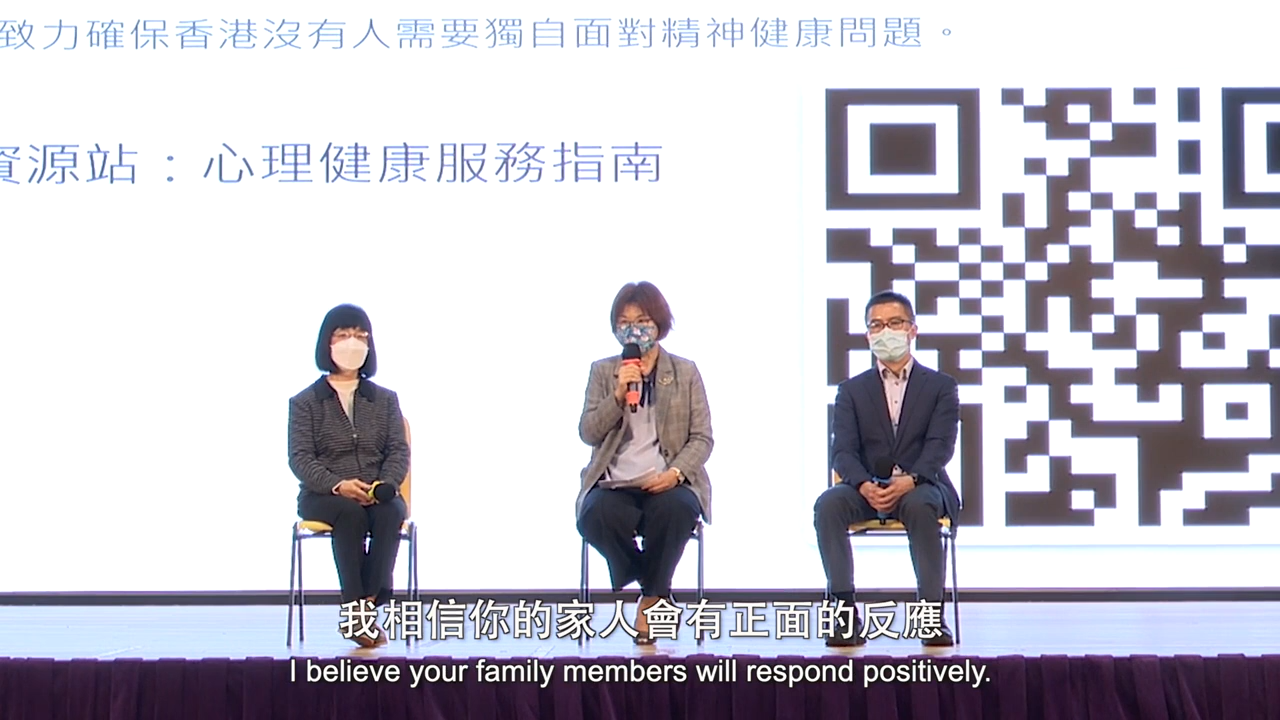 致力確保香港沒有人需要獨自面對精神健康問題。
資源站：心理健康服務指南
我相信你的家人會有正面的反應
I believe your family members will respond positively.